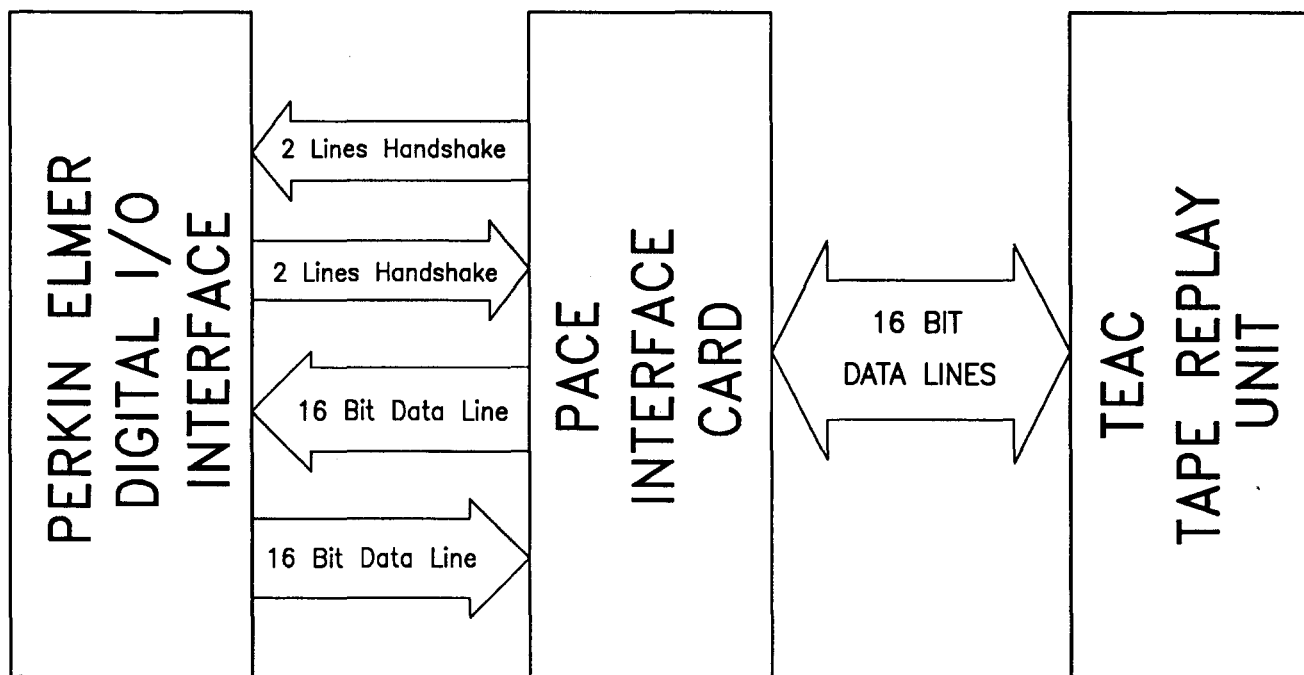 PERKIN ELMER
DIGITAL I/O
INTERFACE
2 Lines Handshake
2 Lines Handshake
16 Bit Data Line
16 Bit Data Line
PACE
INTERFACE
CARD
16 BIT
DATA LINES
TEAC
TAPE REPLAY
UNIT